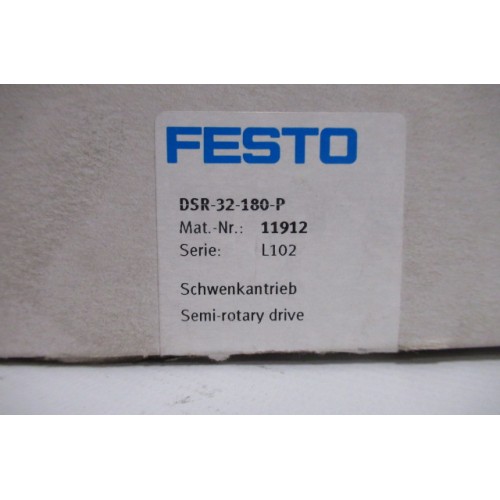 FESTO
DSR-32-180-P
Mat.-Nr.: 11912
Serie: L102
Schwenkantrieb
Semi-rotary drive